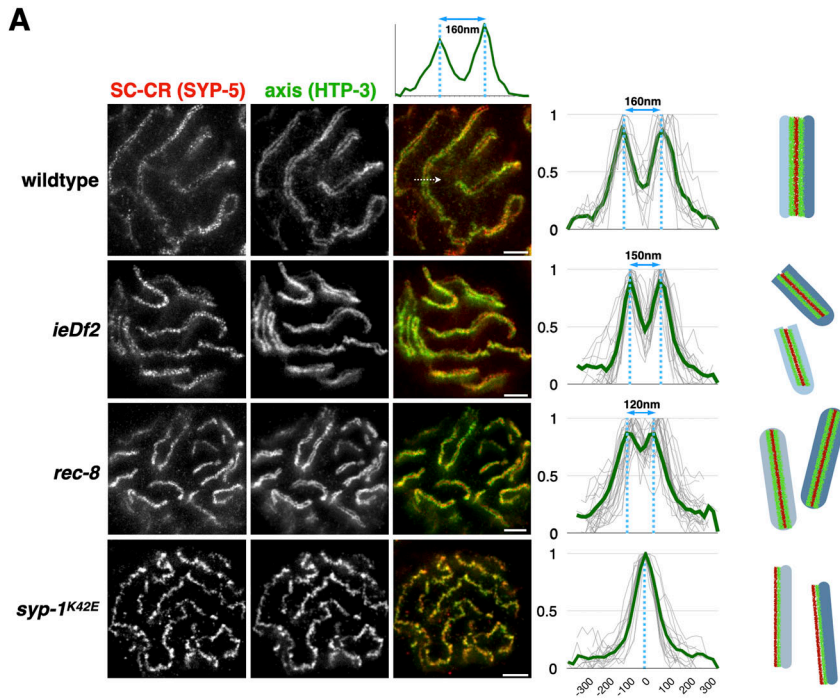 A
160nm
SC-CR (SYP-5) axis (HTP-3)
160nm
wildtype
1
0.5
0
150nm
ieDf2
1
0.5
0
120nm
rec-8
1
0.5
0
syp-1K42E
1
0.5
0
-300 -200 -100 0 100 200 300